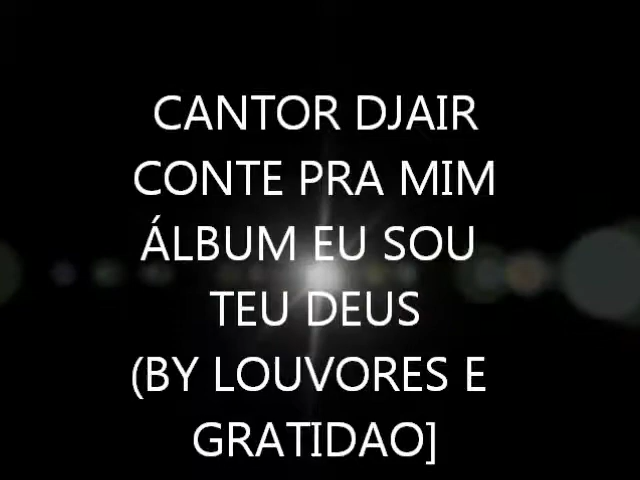 CANTOR DJAIR
CONTE PRA MIM
ÁLBUM EU SOU
TEU DEUS
(BY LOUVORES E
GRATIDAO]